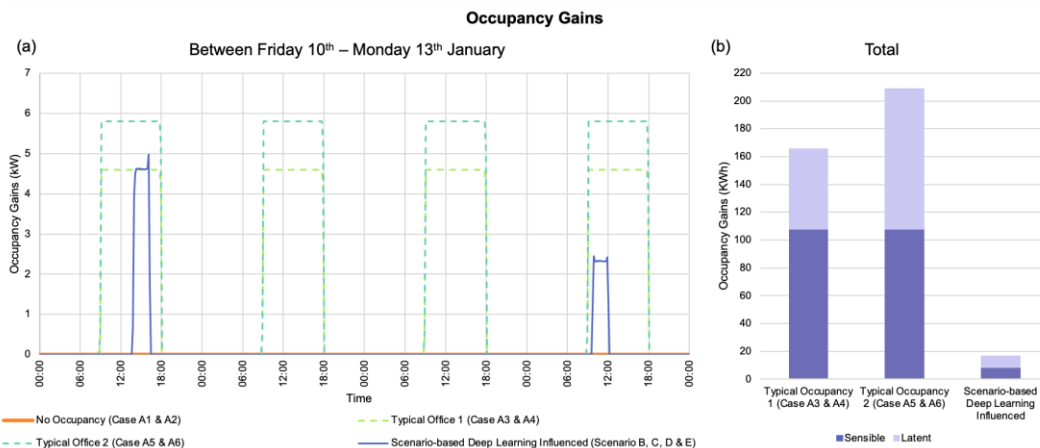 Occupancy Gains
(a)
Between Friday 10th – Monday 13th January
7
6
5
4
3
2
1
0
Occupancy Gains (kW)
00:00 06:00 12:00 18:00 00:00 06:00 12:00 18:00 00:00 06:00 12:00 18:00 00:00 06:00 12:00 18:00 00:00
Time
No Occupancy (Case A1 & A2)
Typical Office 1 (Case A3 & A4)
Typical Office 2 (Case A5 & A6)
Scenario-based Deep Learning Influenced (Scenario B, C, D & E)
(b)
Total
220
200
180
160
140
120
100
80
60
40
20
0
Occupancy Gains (KWh)
Typical Occupancy
1 (Case A3 & A4)
Typical Occupancy
2 (Case A5 & A6)
Scenario-based
Deep Learning
Influenced
Sensible
Latent